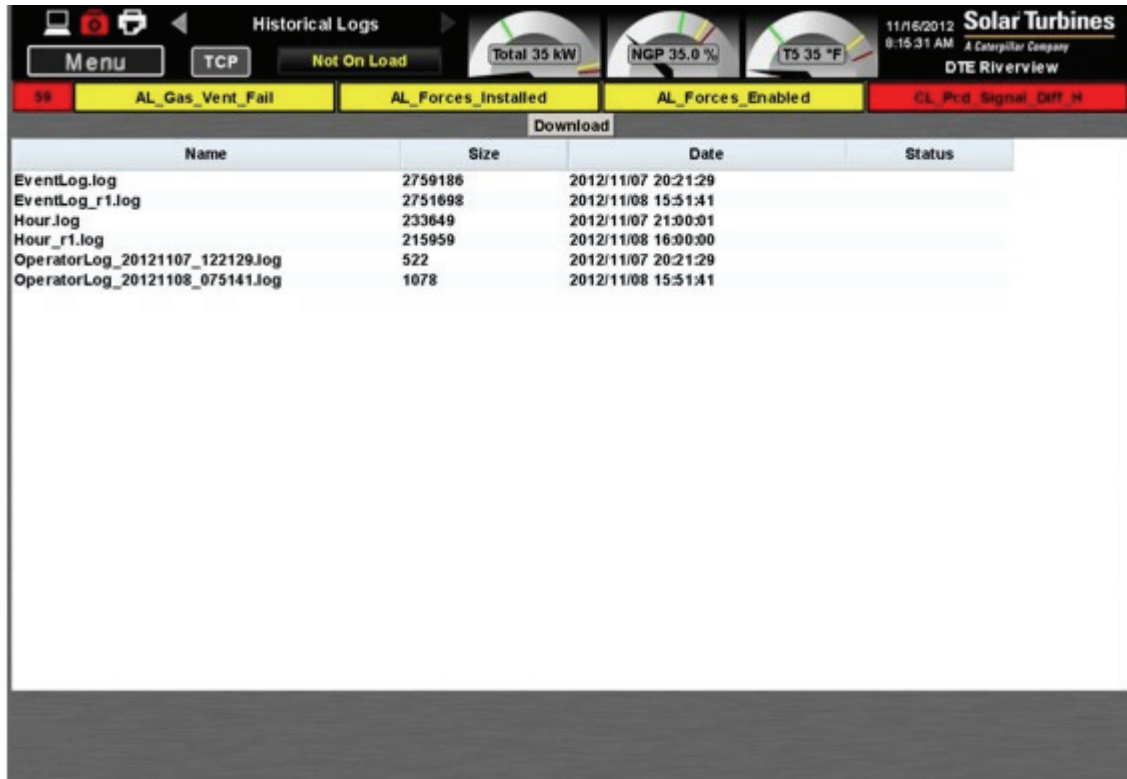 Historical Logs
Menu
TCP
Not On Load
Total 35 kW
NGP 35.0 %
T5 35 °F
11/16/2012
8:15:31 AM
Solar Turbines
A Caterpillar Company
DTE Riverview
59
AL_Gas_Vent_Fail
AL_Forces_Installed
AL_Forces_Enabled
CL_Pcd_Signal_Diff_H
Download
Name Size Date Status
EventLog.log 2759186 2012/11/07 20:21:29
EventLog_r1.log 2751698 2012/11/08 15:51:41
Hour.log 233649 2012/11/07 21:00:01
Hour_r1.log 215959 2012/11/08 16:00:00
OperatorLog_20121107_122129.log 522 2012/11/07 20:21:29
OperatorLog_20121108_075141.log 1078 2012/11/08 15:51:41